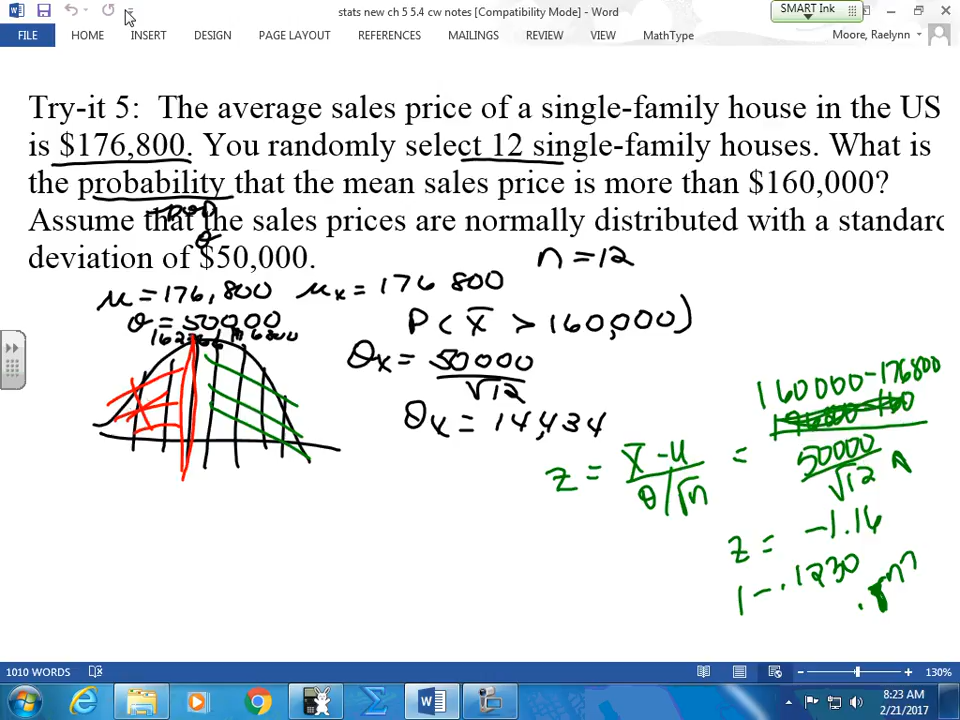 stats new ch 5 5.4 cw notes [Compatibility Mode] - Word
SMART Ink
FILE HOME INSERT DESIGN PAGE LAYOUT REFERENCES MAILINGS REVIEW VIEW MathType Moore, Raelynn
Try-it 5: The average sales price of a single-family house in the US
is $176,800. You randomly select 12 single-family houses. What is
the probability that the mean sales price is more than $160,000?
pop
Assume that the sales prices are normally distributed with a standard
σ
deviation of $50,000.
n = 12
μ = 176,800 μx = 176 800
σ = 50000
P( x̄ > 160,000)
σx = 50000
√12
σx = 14,434
160000-176800
z = x̄ - μ =
σ/√n
50000
√12
z = -1.16
1 - .1230
1010 WORDS 130%
8:23 AM
2/21/2017